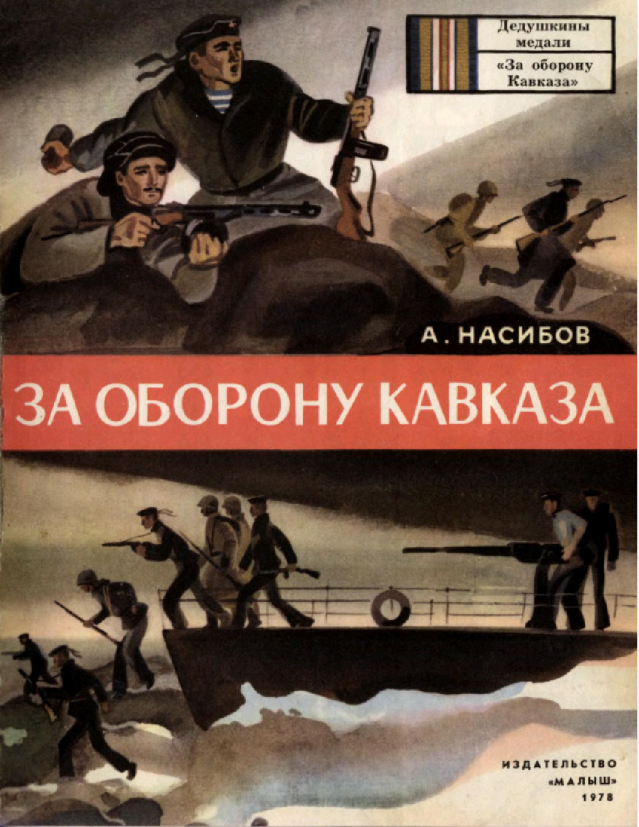 Дедушкины
медали
«За оборону
Кавказа»
А. НАСИБОВ
ЗА ОБОРОНУ КАВКАЗА
ИЗДАТЕЛЬСТВО
«МАЛЫШ»
1978